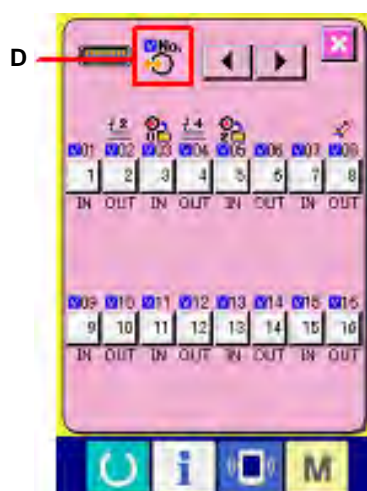 D
No.
01 02 03 04 05 06 07 08
1 2 3 4 5 6 7 8
IN OUT IN OUT IN OUT IN OUT
09 10 11 12 13 14 15 16
9 10 11 12 13 14 15 16
IN OUT IN OUT IN OUT IN OUT
i M